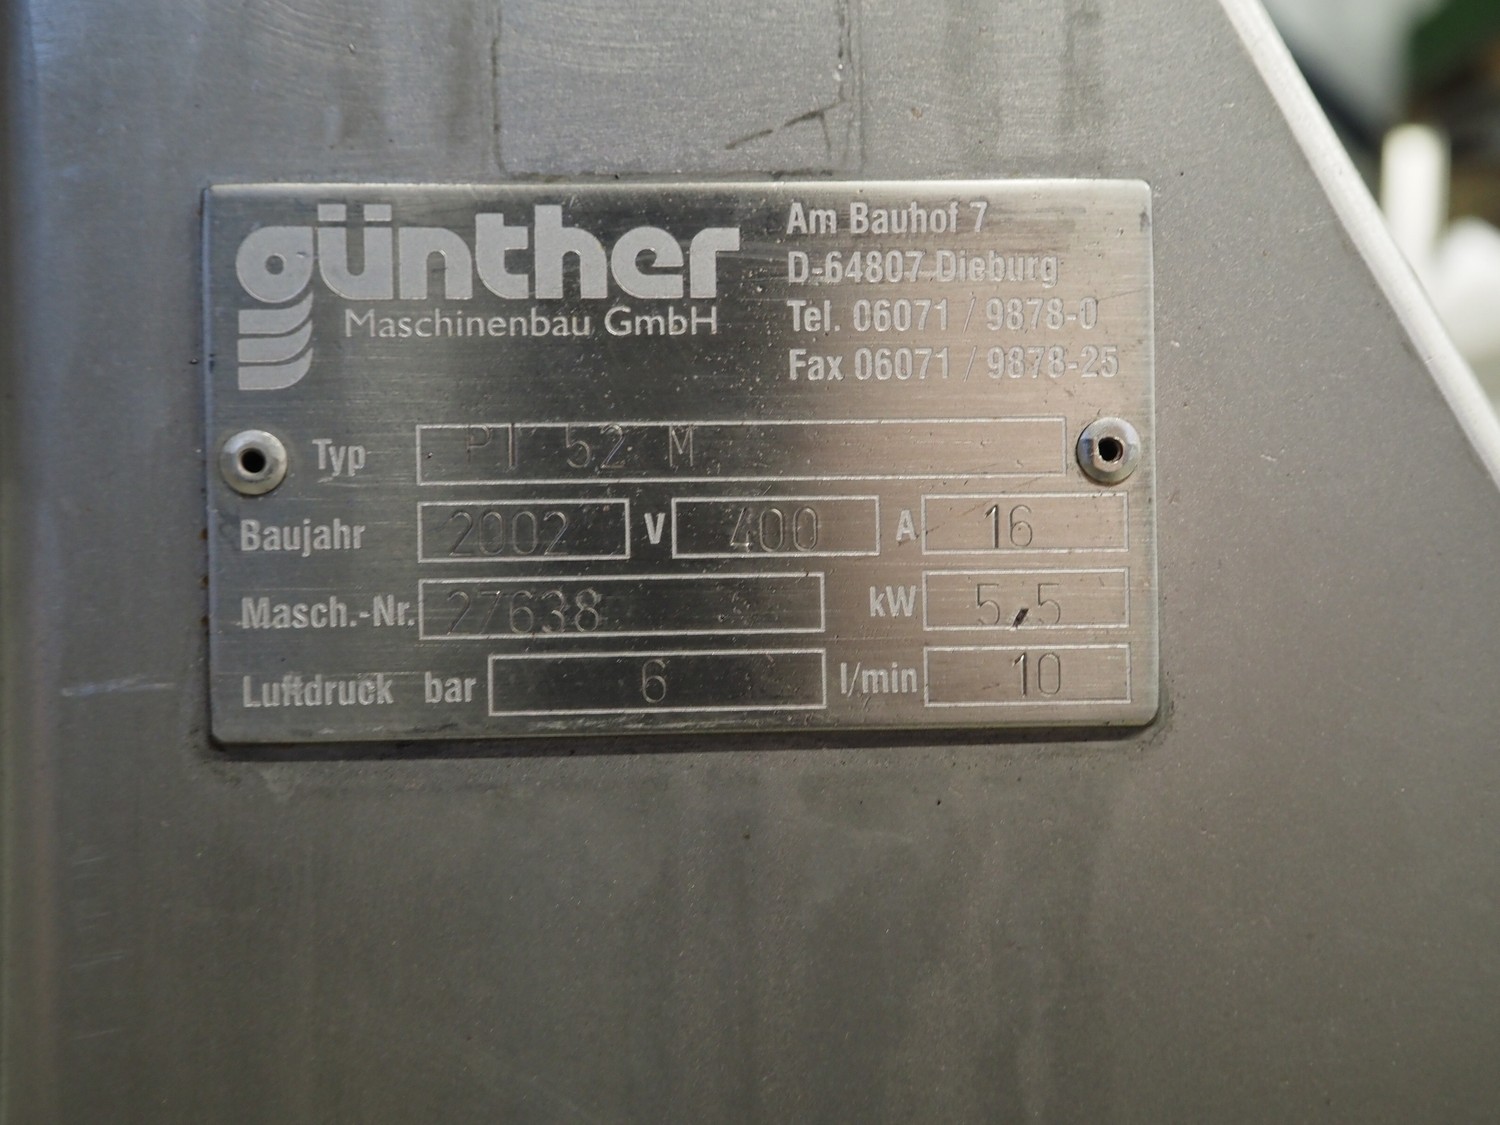 günther
Maschinenbau GmbH
Am Bauhof 7
D-64807 Dieburg
Tel. 06071 / 9878-0
Fax 06071 / 9878-25
Typ PT 52 M
Baujahr 2002 V 400 A 16
Masch.-Nr. 27638 kW 5,5
Luftdruck bar 6 l/min 10